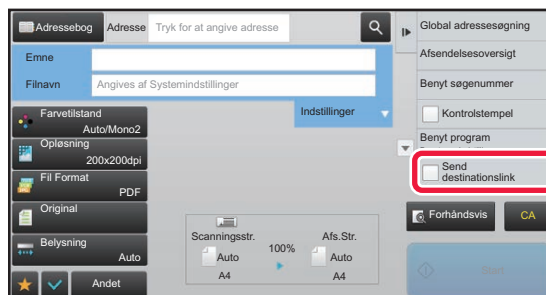 Adressebog Adresse Tryk for at angive adresse
Emne
Filnavn Angives af Systemindstillinger
Indstillinger
Farvetilstand
Auto/Mono2
Opløsning
200x200dpi
Fil Format
PDF
Original
Belysning
Auto
Andet
Scanningsstr.
Auto
A4
100%
Afs.Str.
Auto
A4
Global adressesøgning
Afsendelsesoversigt
Benyt søgenummer
Kontrolstempel
Benyt program
Send
destinationslink
Forhåndsvis CA
Start